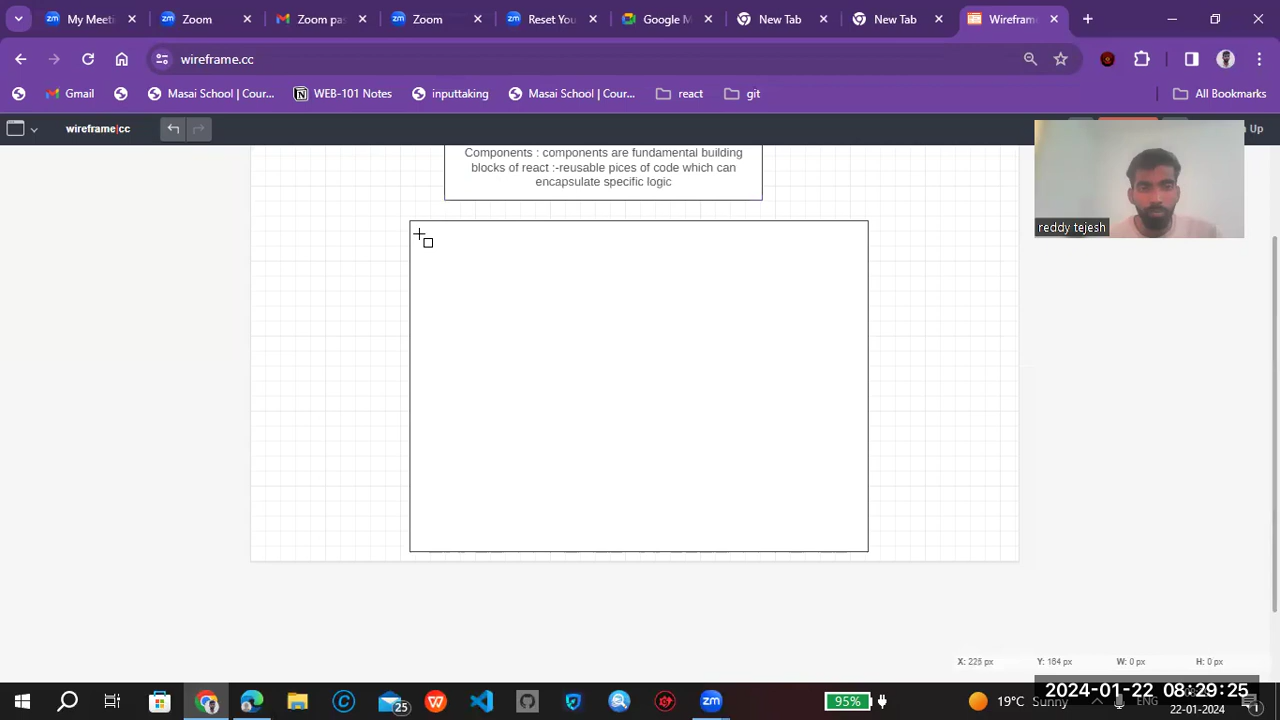 My Meeti
Zoom
Zoom pas
Zoom
Reset You
Google M
New Tab
New Tab
Wireframe
wireframe.cc
Gmail
Masai School | Cour...
WEB-101 Notes
inputtaking
Masai School | Cour...
react
git
All Bookmarks
wireframe|cc
n Up
Components : components are fundamental building
blocks of react :-reusable pices of code which can
encapsulate specific logic
reddy tejesh
X: 225 px
Y: 164 px
W: 0 px
H: 0 px
25
95%
19°C Sunny
ENG
2024-01-22 08:29:25
22-01-2024